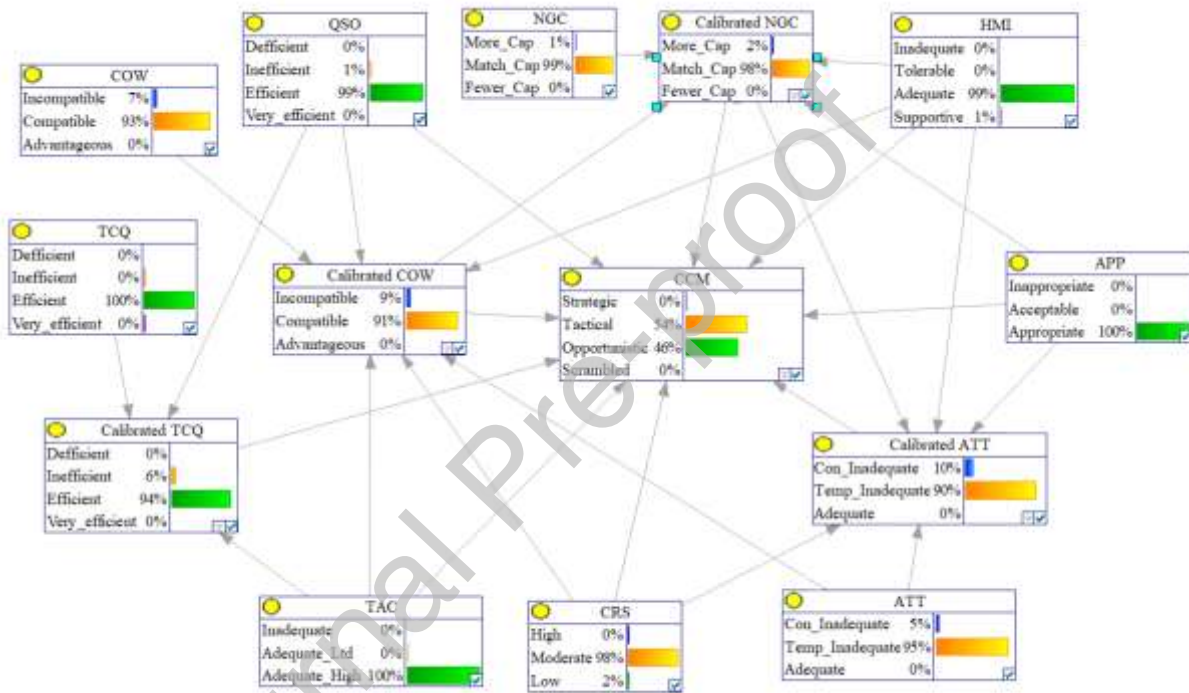 QSO
Defficient 0%
Inefficient 1%
Efficient 99%
Very_efficient 0%
NGC
More_Cap 1%
Match_Cap 99%
Fewer_Cap 0%
Calibrated NGC
More_Cap 2%
Match_Cap 98%
Fewer_Cap 0%
HMI
Inadequate 0%
Tolerable 0%
Adequate 99%
Supportive 1%
COW
Incompatible 7%
Compatible 93%
Advantageous 0%
TCQ
Defficient 0%
Inefficient 0%
Efficient 100%
Very_efficient 0%
Calibrated COW
Incompatible 9%
Compatible 91%
Advantageous 0%
CCM
Strategic 0%
Tactical 54%
Opportunistic 46%
Scrambled 0%
APP
Inappropriate 0%
Acceptable 0%
Appropriate 100%
Calibrated TCQ
Defficient 0%
Inefficient 6%
Efficient 94%
Very_efficient 0%
Calibrated ATT
Con_Inadequate 10%
Temp_Inadequate 90%
Adequate 0%
TAC
Inadequate 0%
Adequate_Ltd 0%
Adequate_High 100%
CRS
High 0%
Moderate 98%
Low 2%
ATT
Con_Inadequate 5%
Temp_Inadequate 95%
Adequate 0%
rnal Pre-proof